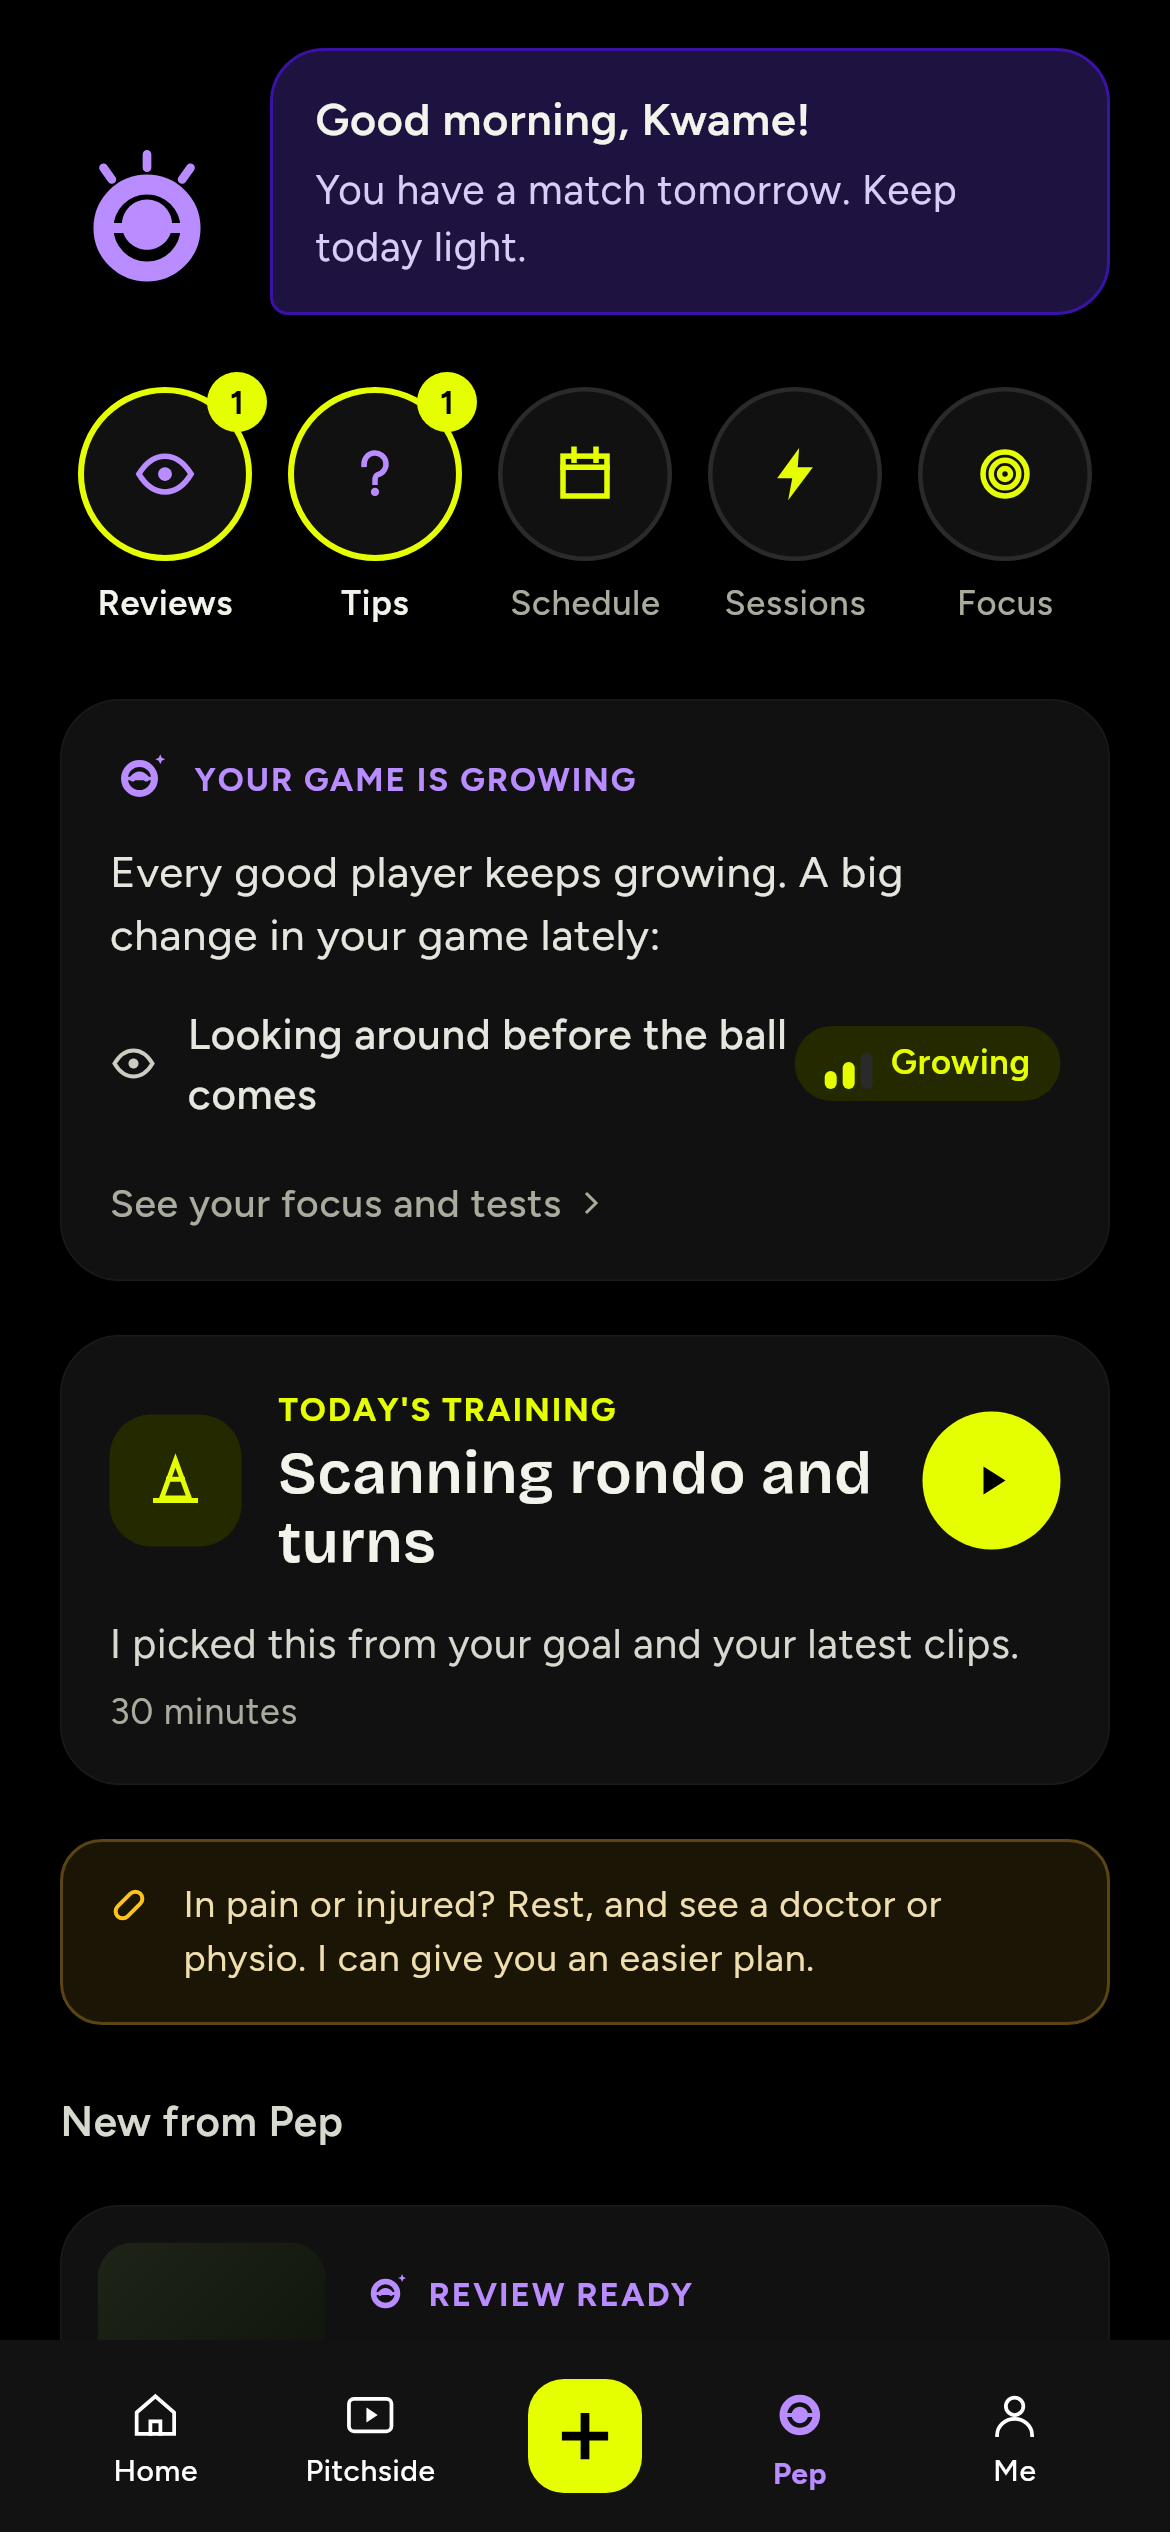 Good morning, Kwame!
You have a match tomorrow. Keep
today light.
1
1
Reviews
Tips
Schedule
Sessions
Focus
YOUR GAME IS GROWING
Every good player keeps growing. A big
change in your game lately:
Looking around before the ball
comes
Growing
See your focus and tests
TODAY'S TRAINING
Scanning rondo and
turns
I picked this from your goal and your latest clips.
30 minutes
In pain or injured? Rest, and see a doctor or
physio. I can give you an easier plan.
New from Pep
REVIEW READY
Home
Pitchside
Pep
Me